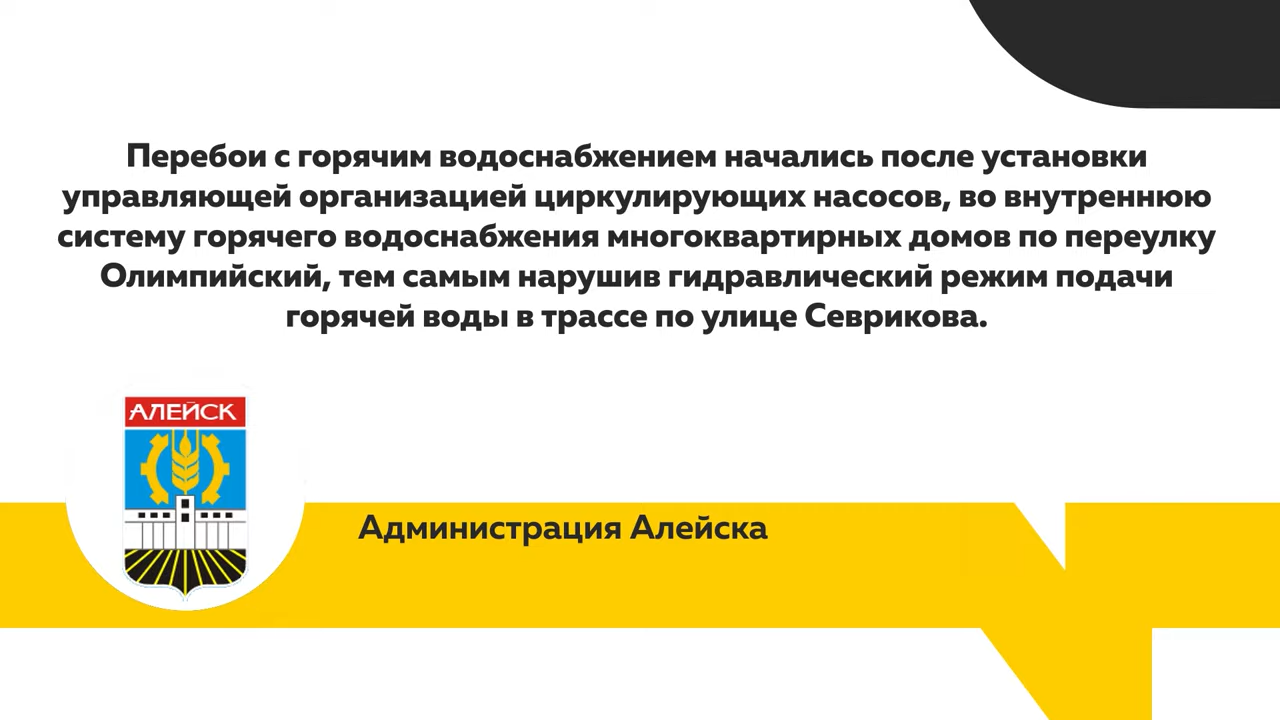 Перебои с горячим водоснабжением начались после установки
управляющей организацией циркулирующих насосов, во внутреннюю
систему горячего водоснабжения многоквартирных домов по переулку
Олимпийский, тем самым нарушив гидравлический режим подачи
горячей воды в трассе по улице Севрикова.
АЛЕЙСК
Администрация Алейска